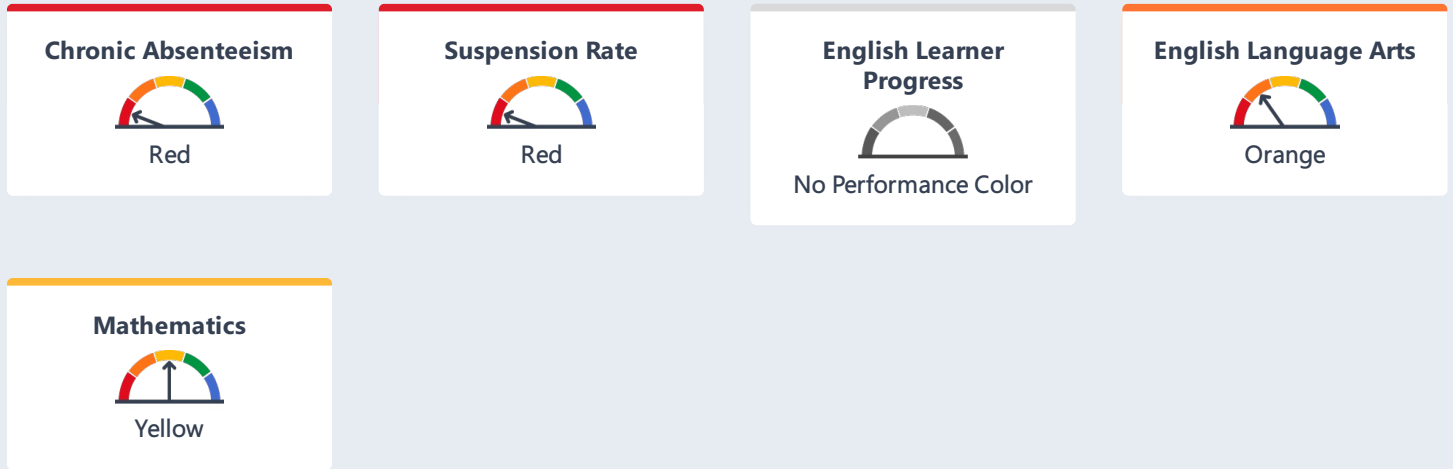 Chronic Absenteeism
Red
Suspension Rate
Red
English Learner
Progress
No Performance Color
English Language Arts
Orange
Mathematics
Yellow